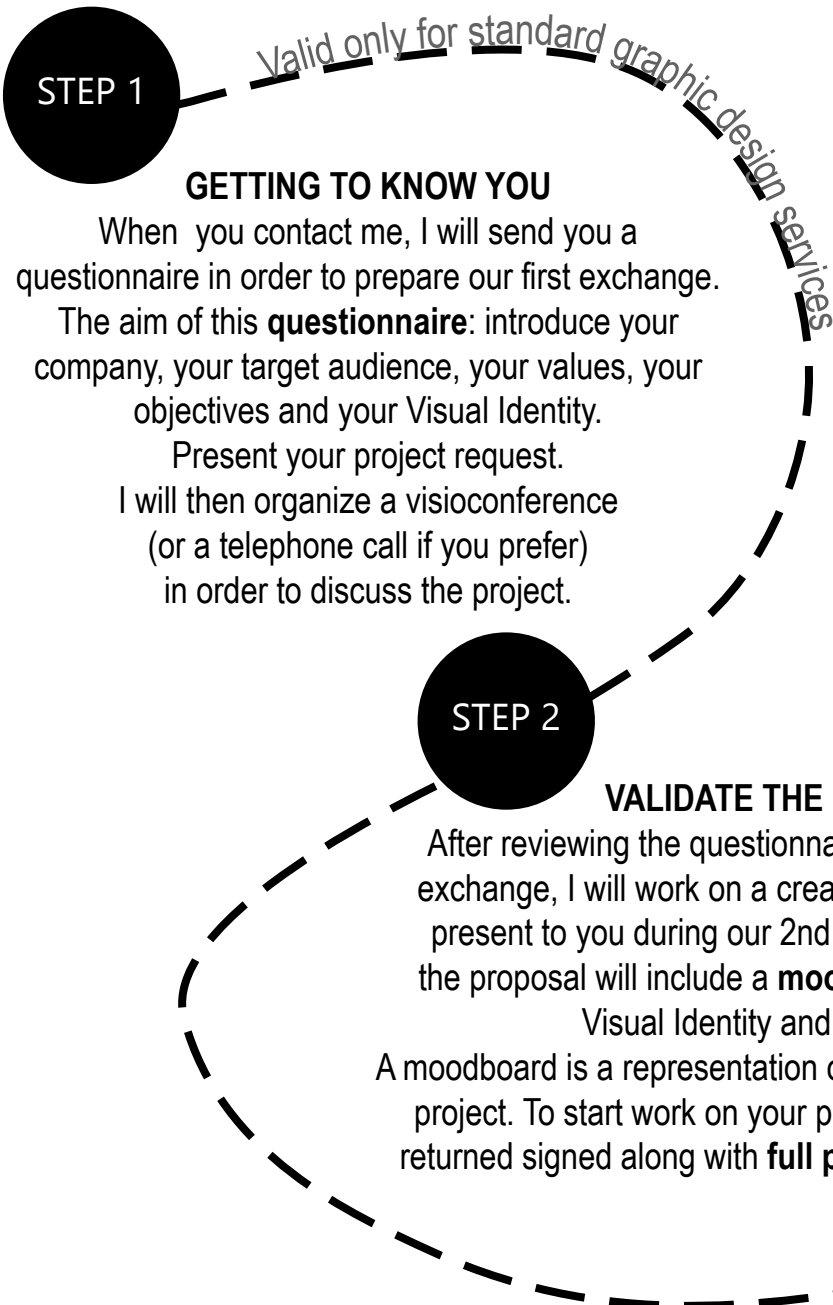 Valid only for standard graphic design services
STEP 1
GETTING TO KNOW YOU
When you contact me, I will send you a
questionnaire in order to prepare our first exchange.
The aim of this questionnaire: introduce your
company, your target audience, your values, your
objectives and your Visual Identity.
Present your project request.
I will then organize a visioconference
(or a telephone call if you prefer)
in order to discuss the project.
STEP 2
VALIDATE THE
After reviewing the
exchange, I will work on a
present to you during our 2nd
the proposal will include a
Visual Identity and
A moodboard is a representation
project. To start work on your
returned signed along with full